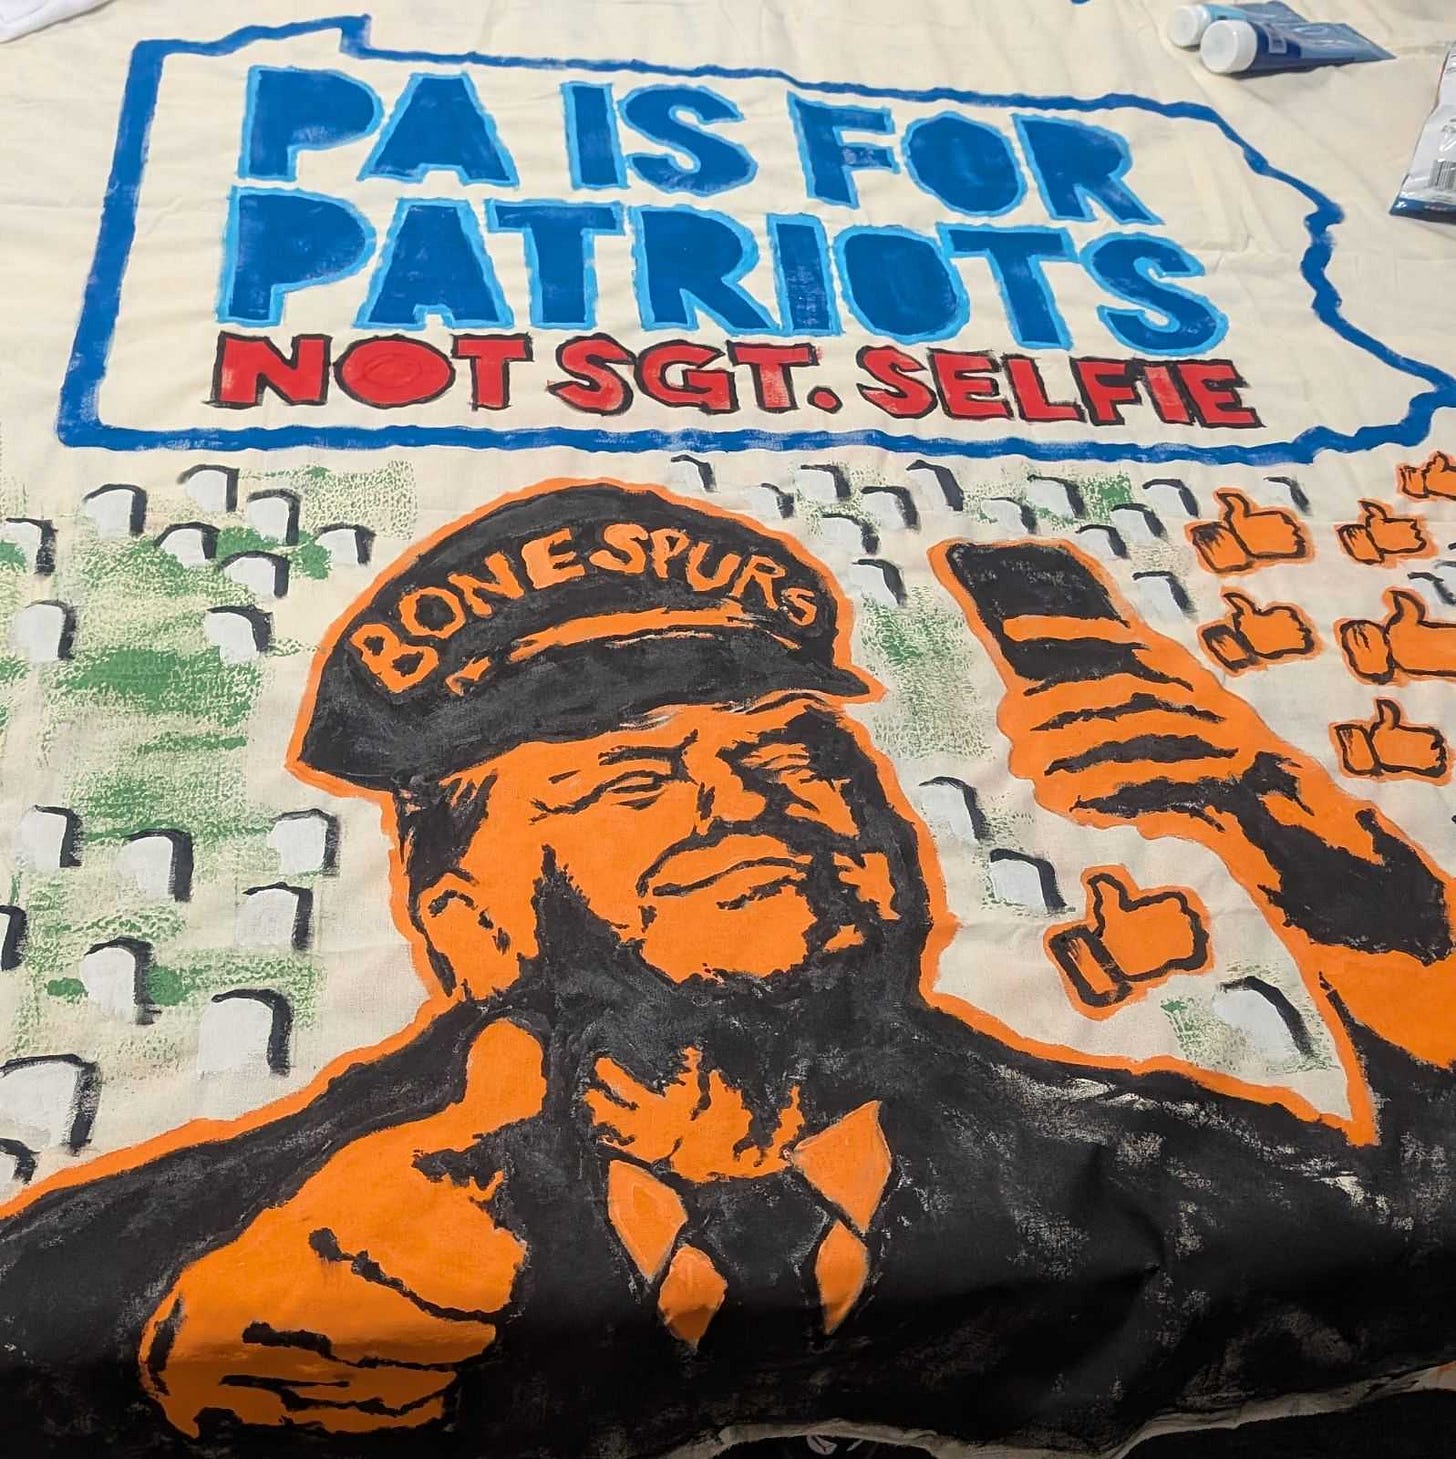 PA IS FOR
PATRIOTS
NOT SGT. SELFIE
BONESPURS